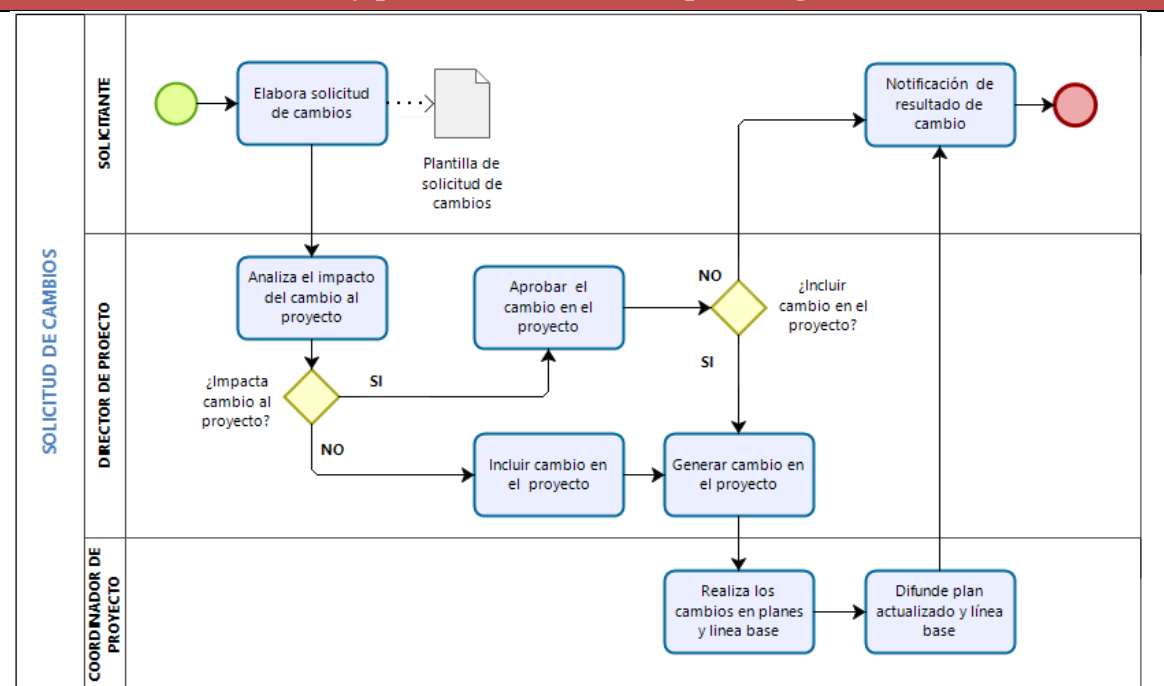 SOLICITUD DE CAMBIOS
SOLICITANTE
Elabora solicitud
de cambios
Plantilla de
solicitud de
cambios
Notificación de
resultado de
cambio
DIRECTOR DE PROECTO
Analiza el impacto
del cambio al
proyecto
¿Impacta
cambio al
proyecto?
SI
NO
Aprobar el
cambio en el
proyecto
NO
¿Incluir
cambio en el
proyecto?
SI
Incluir cambio en
el proyecto
Generar cambio en
el proyecto
COORDINADOR DE
PROYECTO
Realiza los
cambios en planes
y linea base
Difunde plan
actualizado y línea
base